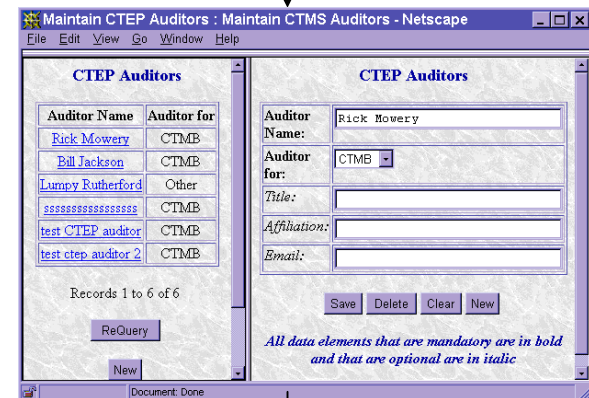 Maintain CTEP Auditors : Maintain CTMS Auditors - Netscape
File Edit View Go Window Help
CTEP Auditors
Auditor Name Auditor for
Rick Mowery CTMB
Bill Jackson CTMB
Lumpy Rutherford Other
sssssssssssssssss CTMB
test CTEP auditor CTMB
test ctep auditor 2 CTMB
Records 1 to 6 of 6
ReQuery
New
CTEP Auditors
Auditor Name: Rick Mowery
Auditor for: CTMB
Title:
Affiliation:
Email:
Save Delete Clear New
All data elements that are mandatory are in bold
and that are optional are in italic
Document: Done